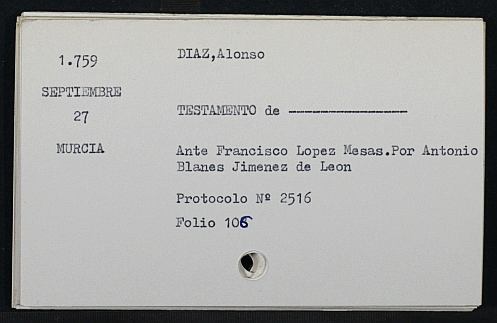 1.759
SEPTIEMBRE
27
MURCIA
DIAZ,Alonso
TESTAMENTO de ---------------
Ante Francisco Lopez Mesas.Por Antonio
Blanes Jimenez de Leon
Protocolo Nº 2516
Folio 106